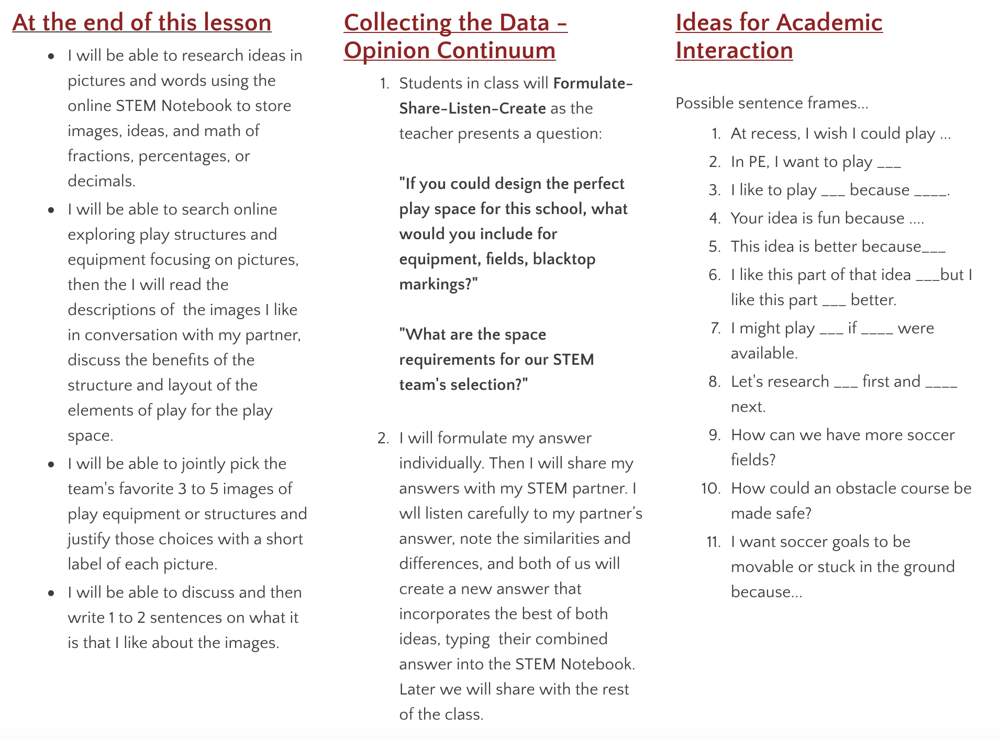 At the end of this lesson
• I will be able to research ideas in
pictures and words using the
online STEM Notebook to store
images, ideas, and math of
fractions, percentages, or
decimals.
• I will be able to search online
exploring play structures and
equipment focusing on pictures,
then the I will read the
descriptions of  the images I like
in conversation with my partner,
discuss the benefits of the
structure and layout of the
elements of play for the play
space.
• I will be able to jointly pick the
team's favorite 3 to 5 images of
play equipment or structures and
justify those choices with a short
label of each picture.
• I will be able to discuss and then
write 1 to 2 sentences on what it
is that I like about the images.
Collecting the Data -
Opinion Continuum
1. Students in class will Formulate-
Share-Listen-Create as the
teacher presents a question:
"If you could design the perfect
play space for this school, what
would you include for
equipment, fields, blacktop
markings?"
"What are the space
requirements for our STEM
team's selection?"
2. I will formulate my answer
individually. Then I will share my
answers with my STEM partner. I
wll listen carefully to my partner’s
answer, note the similarities and
differences, and both of us will
create a new answer that
incorporates the best of both
ideas, typing  their combined
answer into the STEM Notebook.
Later we will share with the rest
of the class.
Ideas for Academic
Interaction
Possible sentence frames...
1. At recess, I wish I could play ...
2. In PE, I want to play ___
3. I like to play ___ because ____.
4. Your idea is fun because ....
5. This idea is better because___
6. I like this part of that idea ___but I
like this part ___ better.
7. I might play ___ if ____ were
available.
8. Let's research ___ first and ____
next.
9. How can we have more soccer
fields?
10. How could an obstacle course be
made safe?
11. I want soccer goals to be
movable or stuck in the ground
because...